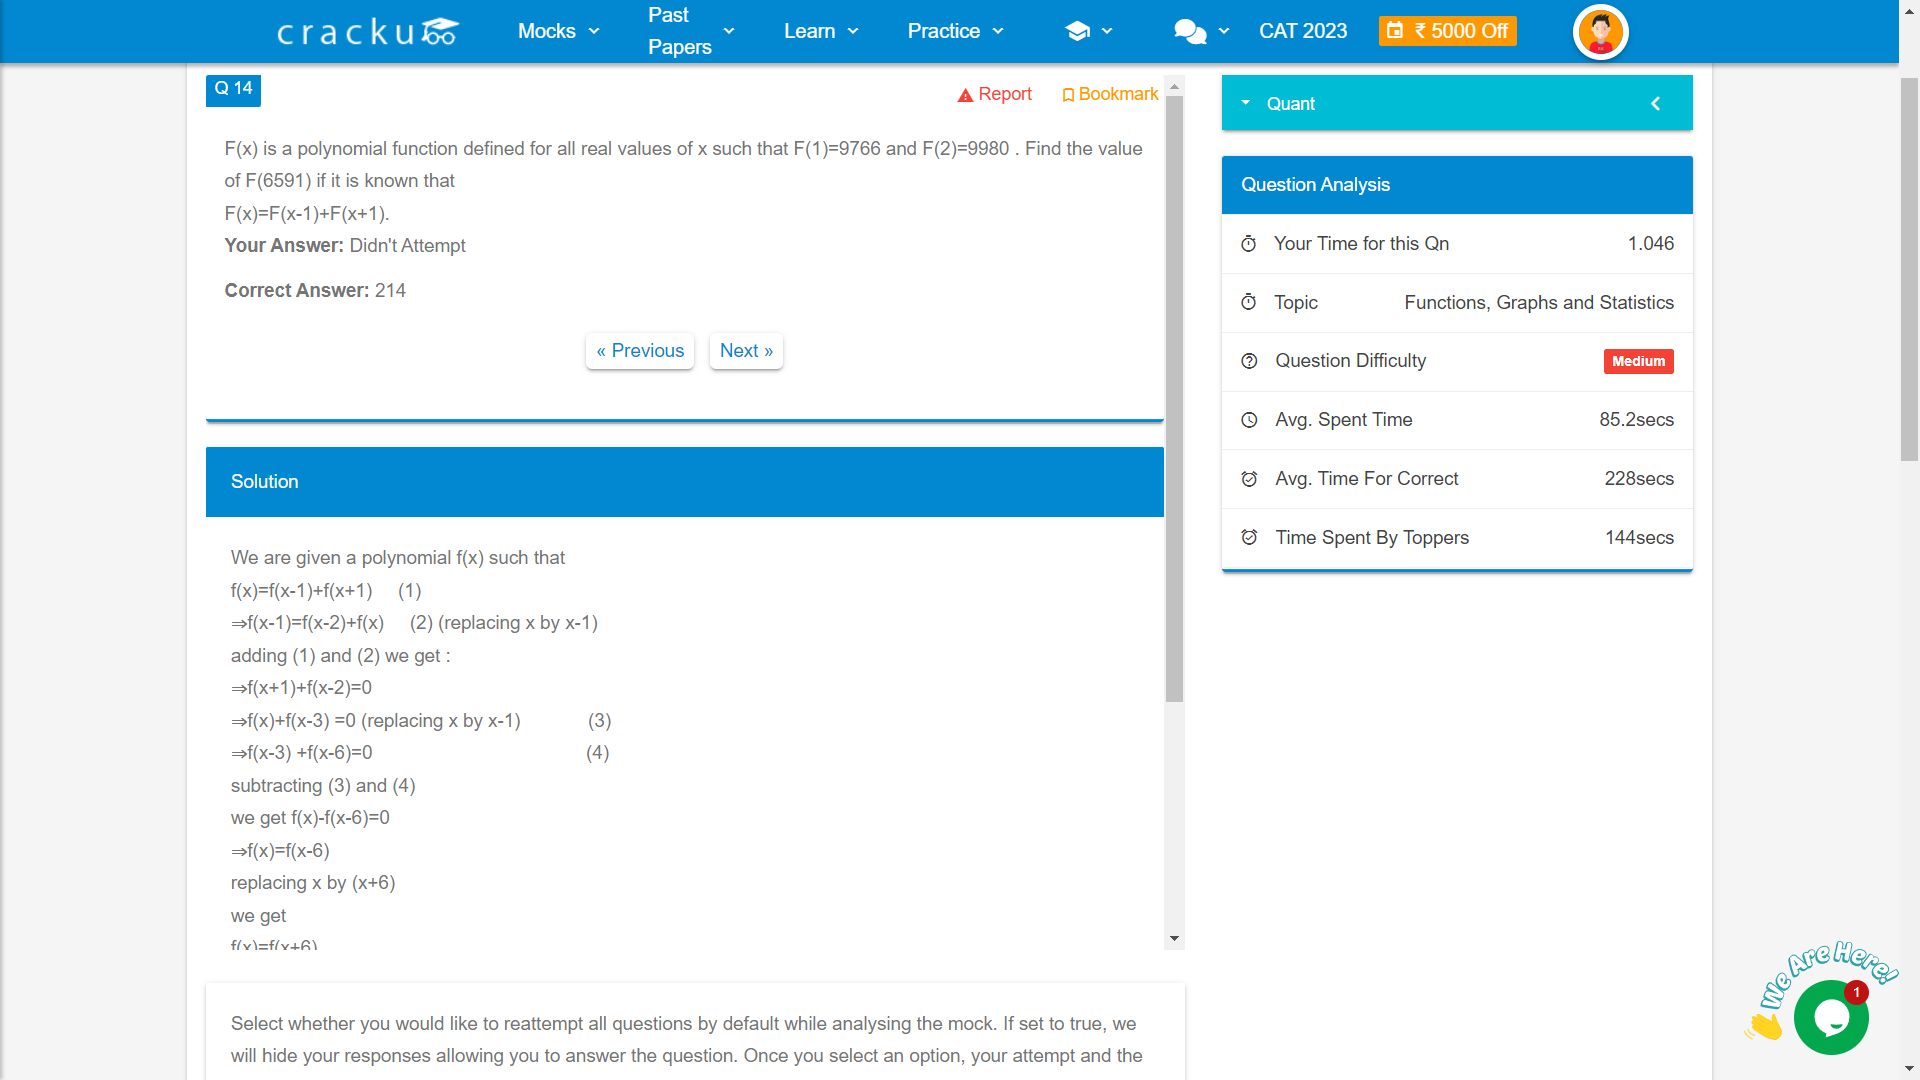 cracku
Mocks
Past Papers
Learn
Practice
CAT 2023
₹ 5000 Off
Q 14
Report
Bookmark
F(x) is a polynomial function defined for all real values of x such that F(1)=9766 and F(2)=9980 . Find the value
of F(6591) if it is known that
F(x)=F(x-1)+F(x+1).
Your Answer: Didn't Attempt
Correct Answer: 214
« Previous
Next »
Solution
We are given a polynomial f(x) such that
f(x)=f(x-1)+f(x+1) (1)
⇒f(x-1)=f(x-2)+f(x) (2) (replacing x by x-1)
adding (1) and (2) we get :
⇒f(x+1)+f(x-2)=0
⇒f(x)+f(x-3) =0 (replacing x by x-1) (3)
⇒f(x-3) +f(x-6)=0 (4)
subtracting (3) and (4)
we get f(x)-f(x-6)=0
⇒f(x)=f(x-6)
replacing x by (x+6)
we get
f(x)=f(x+6)
Select whether you would like to reattempt all questions by default while analysing the mock. If set to true, we
will hide your responses allowing you to answer the question. Once you select an option, your attempt and the
Quant
Question Analysis
Your Time for this Qn 1.046
Topic Functions, Graphs and Statistics
Question Difficulty Medium
Avg. Spent Time 85.2secs
Avg. Time For Correct 228secs
Time Spent By Toppers 144secs
We Are Here!
1